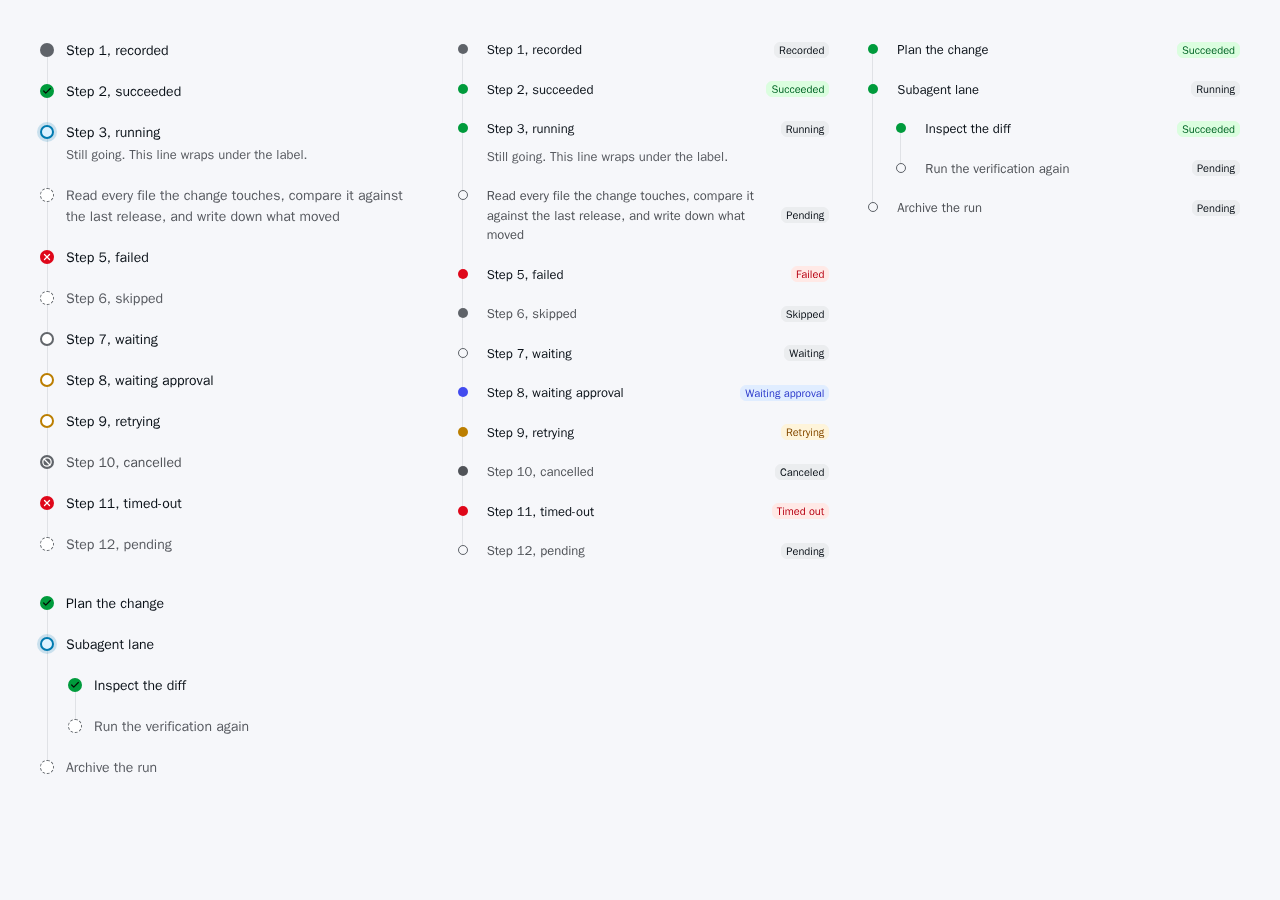 Step 1, recorded
Step 2, succeeded
Step 3, running
Still going. This line wraps under the label.
Read every file the change touches, compare it against
the last release, and write down what moved
Step 5, failed
Step 6, skipped
Step 7, waiting
Step 8, waiting approval
Step 9, retrying
Step 10, cancelled
Step 11, timed-out
Step 12, pending
Plan the change
Subagent lane
Inspect the diff
Run the verification again
Archive the run
Step 1, recorded Recorded
Step 2, succeeded Succeeded
Step 3, running Running
Still going. This line wraps under the label.
Read every file the change touches, compare it
against the last release, and write down what Pending
moved
Step 5, failed Failed
Step 6, skipped Skipped
Step 7, waiting Waiting
Step 8, waiting approval Waiting approval
Step 9, retrying Retrying
Step 10, cancelled Canceled
Step 11, timed-out Timed out
Step 12, pending Pending
Plan the change Succeeded
Subagent lane Running
Inspect the diff Succeeded
Run the verification again Pending
Archive the run Pending